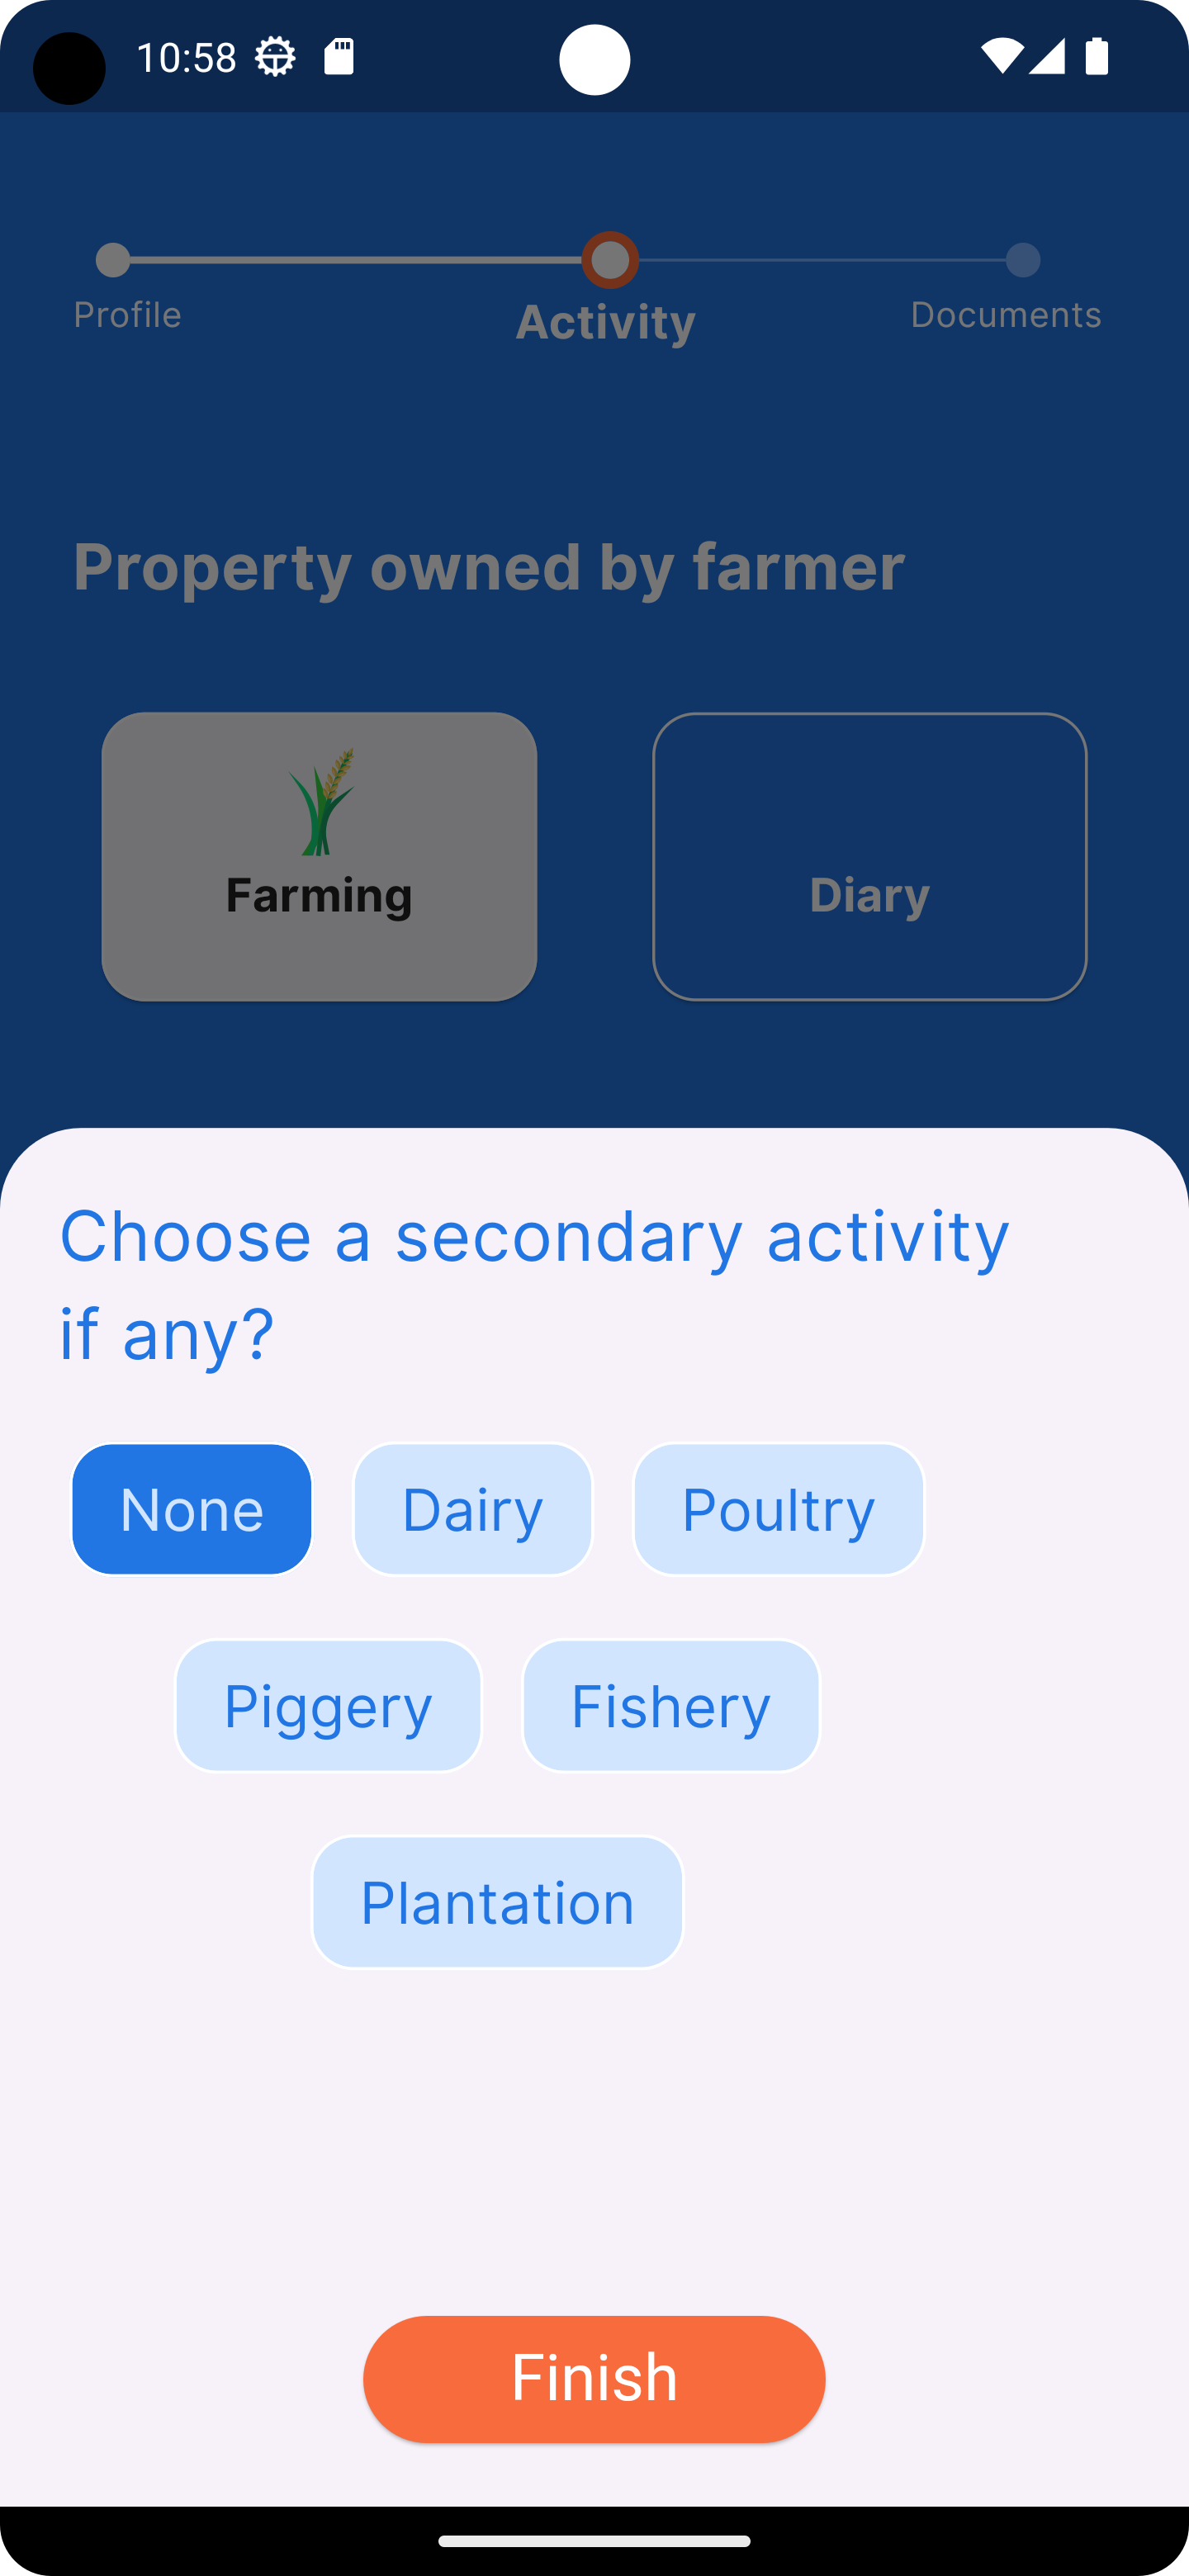 10:58
Profile
Activity
Documents
Property owned by farmer
Farming
Diary
Choose a secondary activity
if any?
None Dairy Poultry
Piggery Fishery
Plantation
Finish